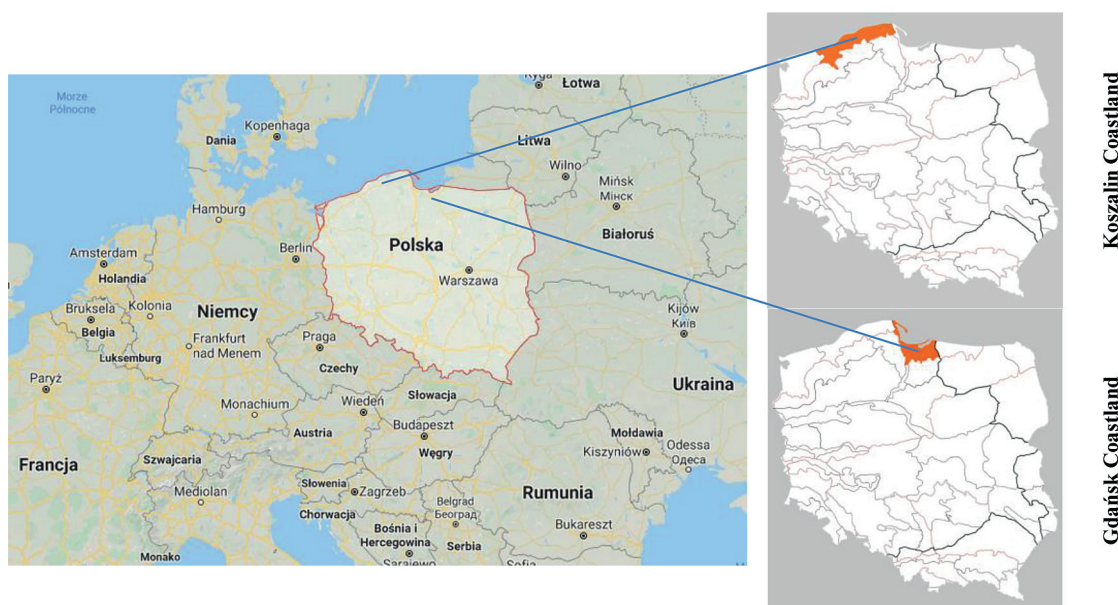 Morze
Północne
Ryga
Łotwa
Kopenhaga
Dania
Litwa
Wilno
Mińsk
Мінск
Hamburg
Białoruś
Berlin
Polska
Amsterdam
Holandia
Warszawa
Bruksela
Kolonia
Belgia
Niemcy
Kijów
Київ
Frankfurt
nad Menem
Luksemburg
Praga
Czechy
Paryż
Ukraina
Słowacja
Monachium
Wiedeń
Austria
Budapeszt
Węgry
Mołdawia
Kiszyniów
Odessa
Одеса
Francja
Szwajcaria
Słowenia
Zagrzeb
Mediolan
Chorwacja
Rumunia
Belgrad
Београд
Bośnia i
Hercegowina
Serbia
Bukareszt
Monako
Sarajewo
Sofia
Koszalin Coastland
Gdańsk Coastland